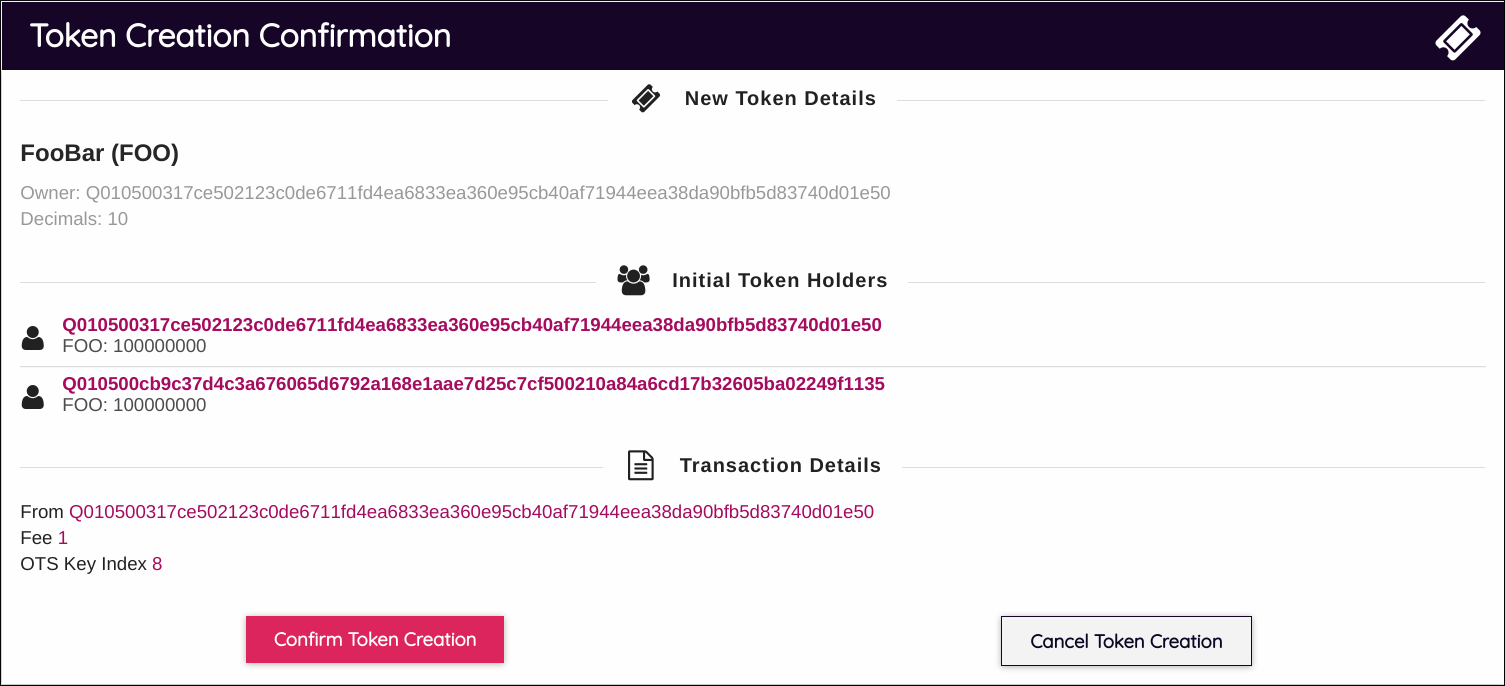 Token Creation Confirmation
New Token Details
FooBar (FOO)
Owner: Q010500317ce502123c0de6711fd4ea6833ea360e95cb40af71944eea38da90bfb5d83740d01e50
Decimals: 10
Initial Token Holders
Q010500317ce502123c0de6711fd4ea6833ea360e95cb40af71944eea38da90bfb5d83740d01e50
FOO: 100000000
Q010500cb9c37d4c3a676065d6792a168e1aae7d25c7cf500210a84a6cd17b32605ba02249f1135
FOO: 100000000
Transaction Details
From Q010500317ce502123c0de6711fd4ea6833ea360e95cb40af71944eea38da90bfb5d83740d01e50
Fee 1
OTS Key Index 8
Confirm Token Creation
Cancel Token Creation